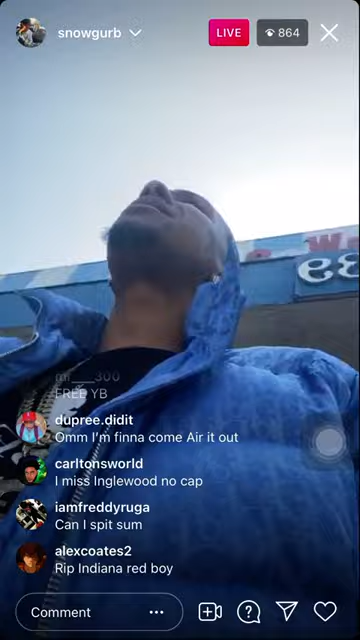 snowgurb
LIVE
864
FREE YB
dupree.didit
Omm I'm finna come Air it out
carltonsworld
I miss Inglewood no cap
iamfreddyruga
Can I spit sum
alexcoates2
Rip Indiana red boy
Comment